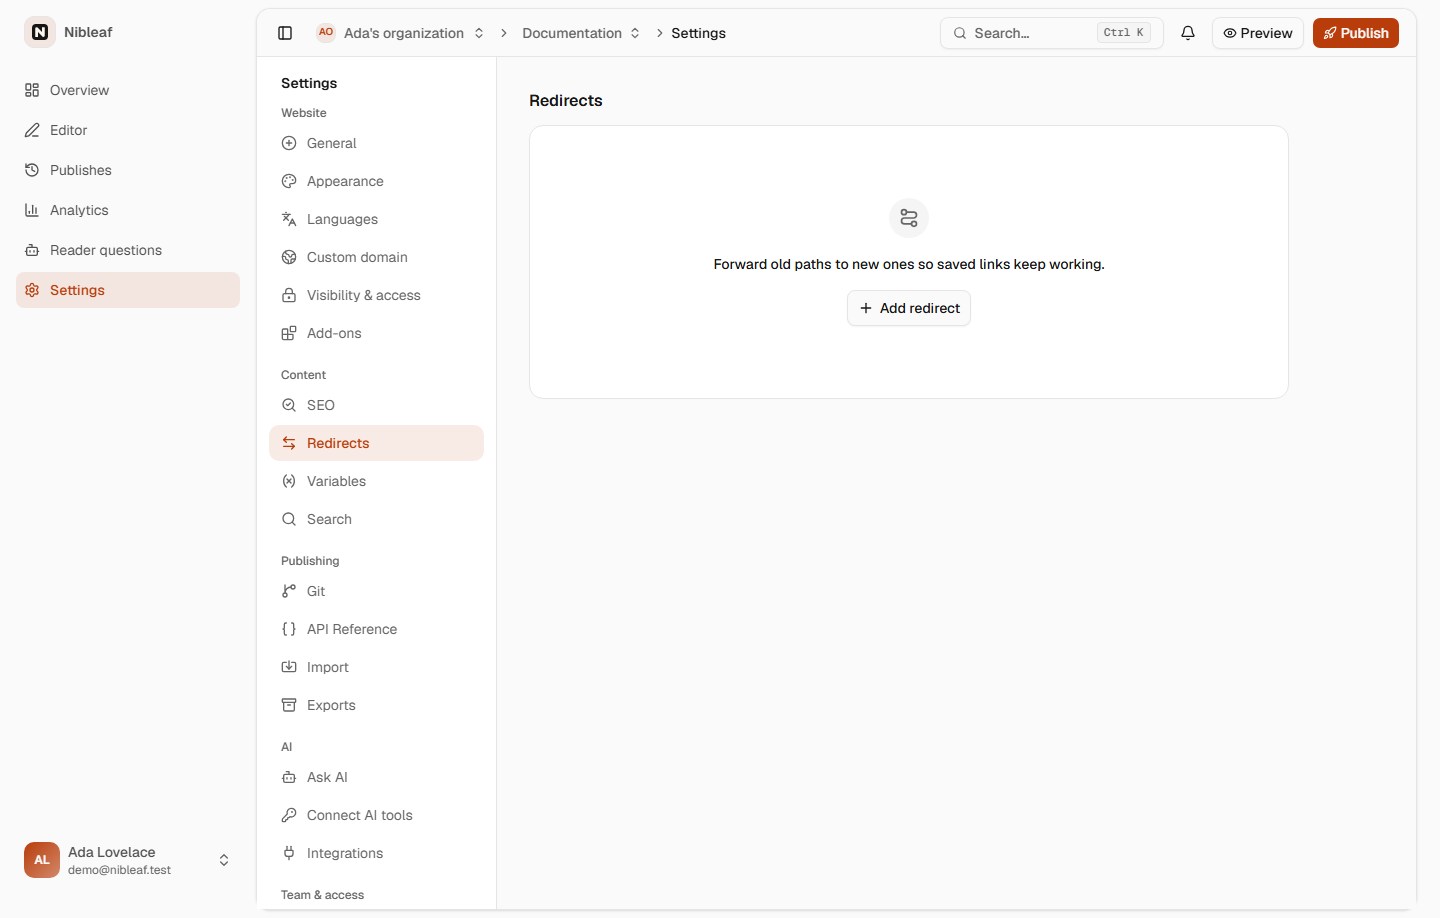 Nibleaf
Overview
Editor
Publishes
Analytics
Reader questions
Settings
AL
Ada Lovelace
demo@nibleaf.test
AO Ada's organization
Documentation
Settings
Search...
Ctrl K
Preview
Publish
Settings
Website
General
Appearance
Languages
Custom domain
Visibility & access
Add-ons
Content
SEO
Redirects
Variables
Search
Publishing
Git
API Reference
Import
Exports
AI
Ask AI
Connect AI tools
Integrations
Team & access
Redirects
Forward old paths to new ones so saved links keep working.
Add redirect